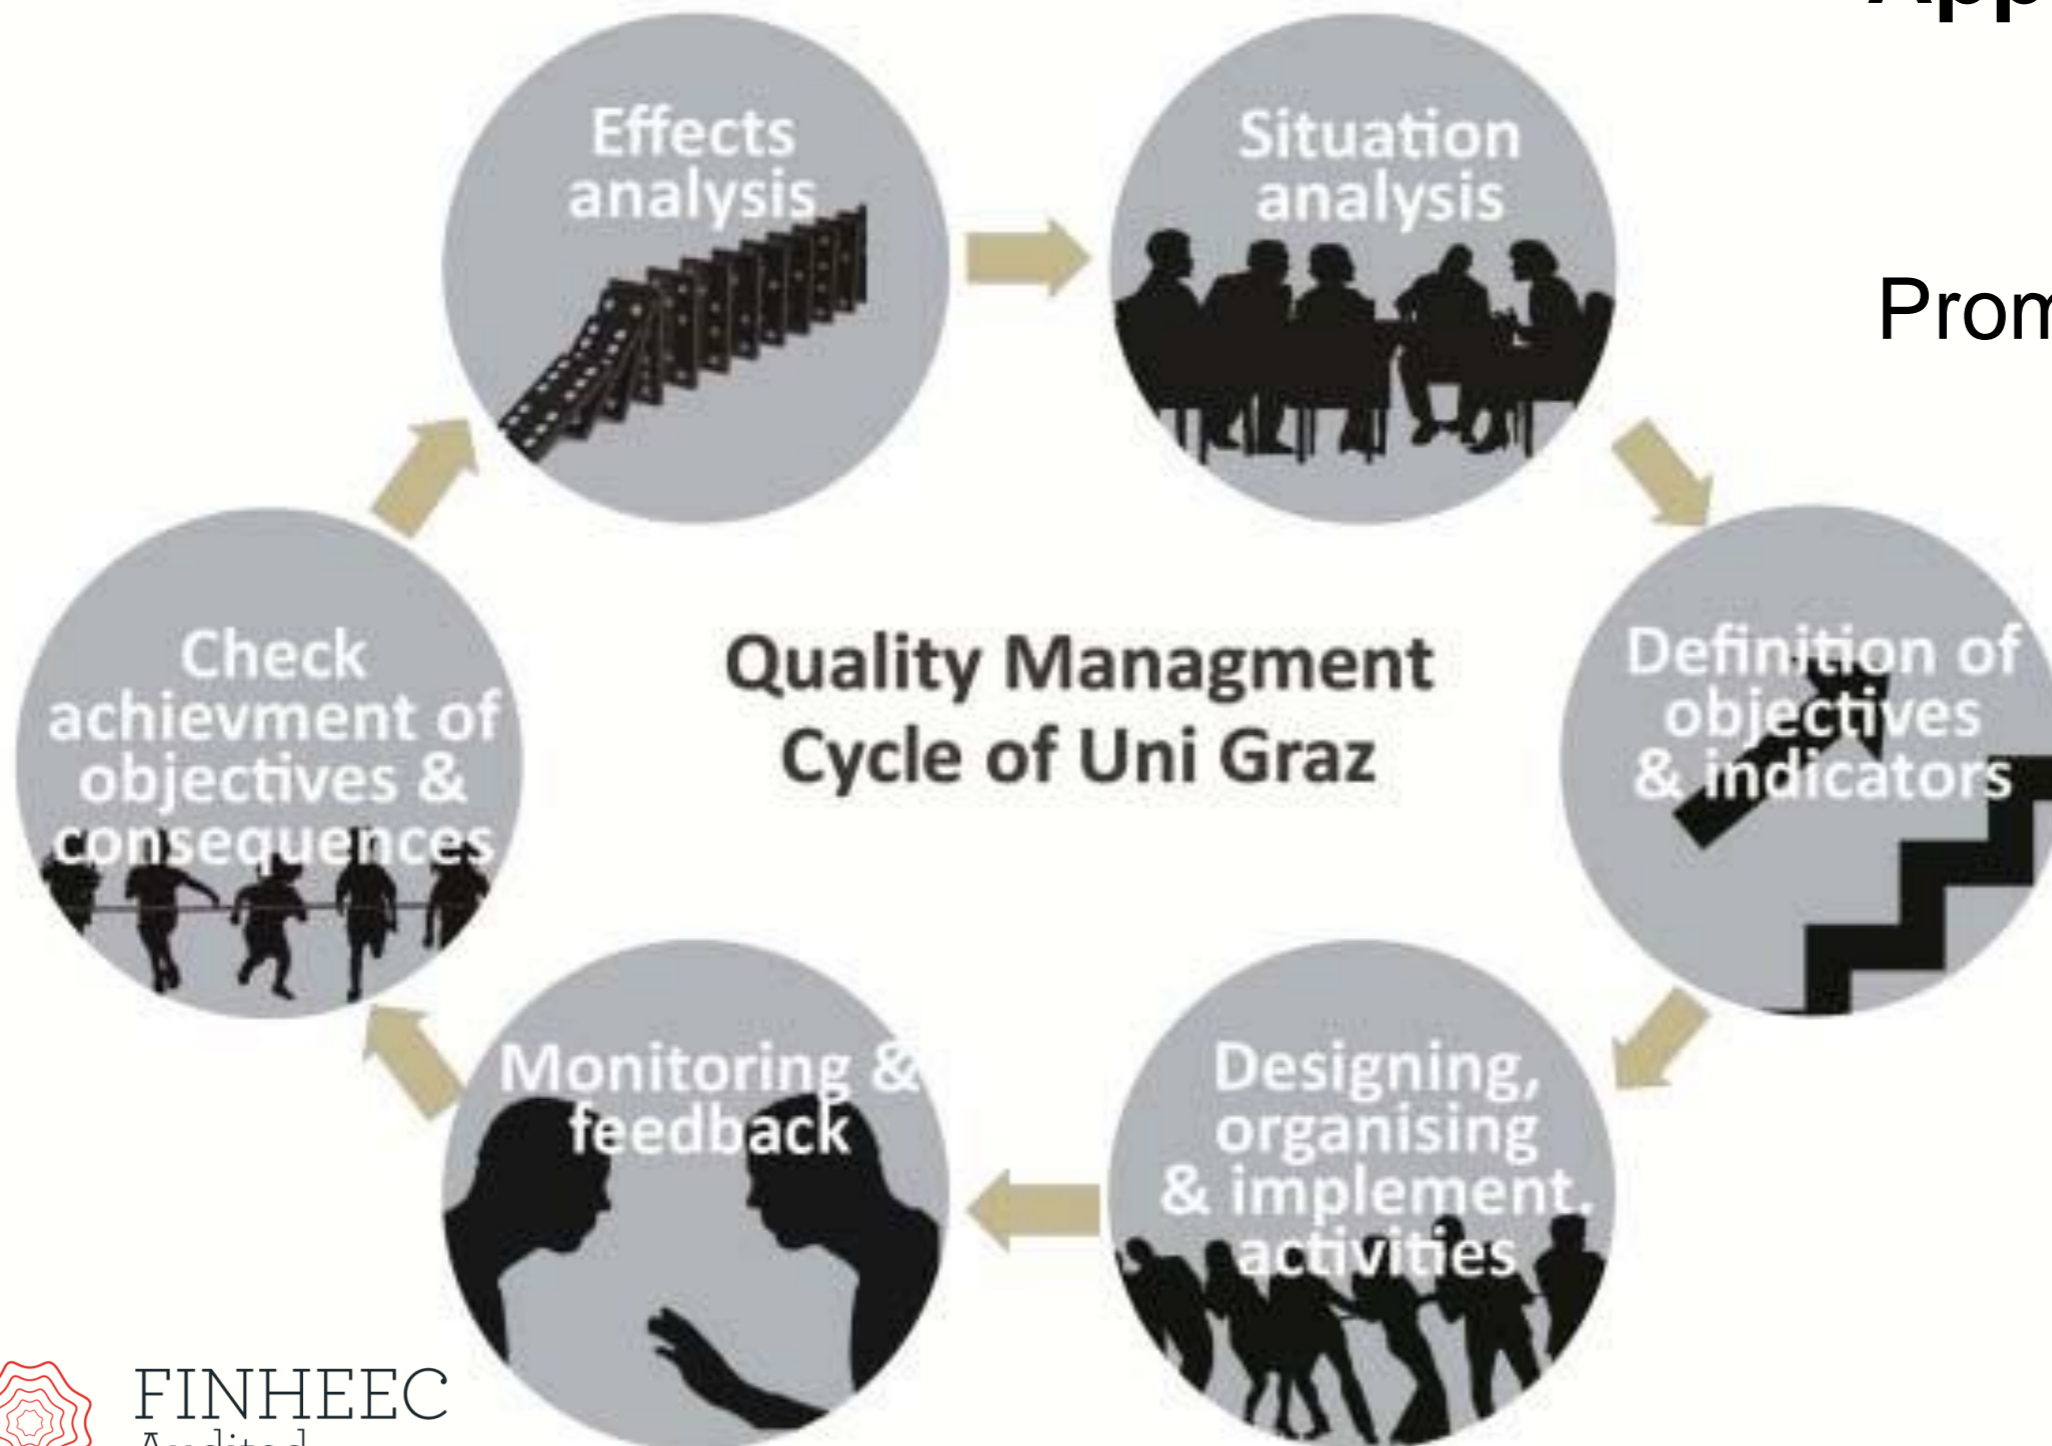 Effects
analysis
Situation
analysis
Definition of
objectives
& indicators
Designing,
organising
& implement.
activities
Monitoring &
feedback
Check
achievment of
objectives &
consequences
Quality Managment
Cycle of Uni Graz
FINHEEC
Audited